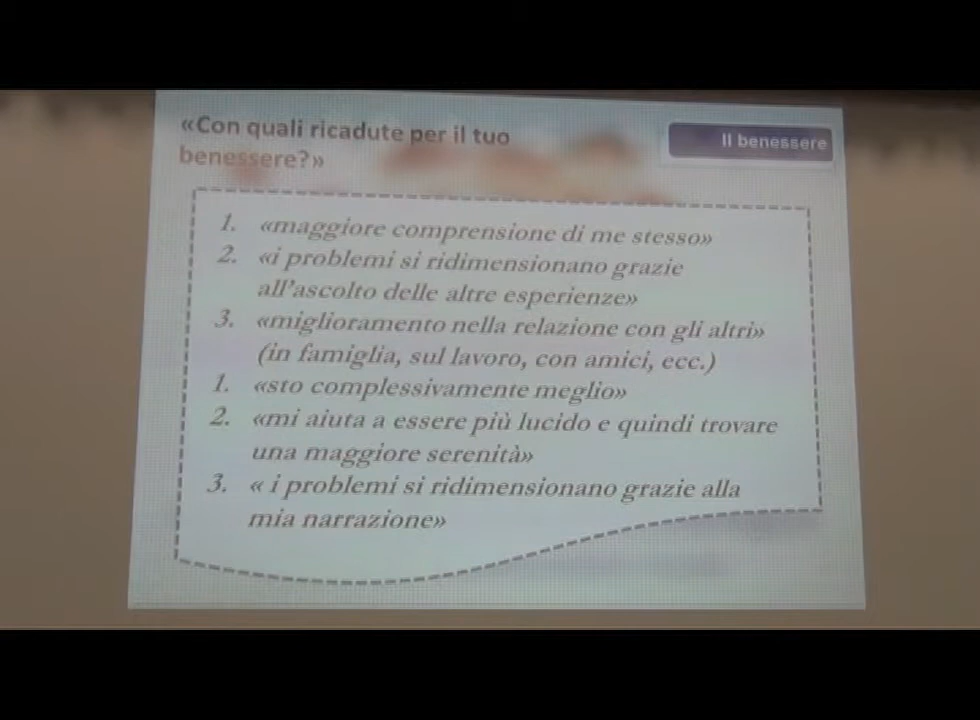 «Con quali ricadute per il tuo
benessere?»
Il benessere
1. «maggiore comprensione di me stesso»
2. «i problemi si ridimensionano grazie
all'ascolto delle altre esperienze»
3. «miglioramento nella relazione con gli altri»
(in famiglia, sul lavoro, con amici, ecc.)
1. «sto complessivamente meglio»
2. «mi aiuta a essere più lucido e quindi trovare
una maggiore serenità»
3. « i problemi si ridimensionano grazie alla
mia narrazione»